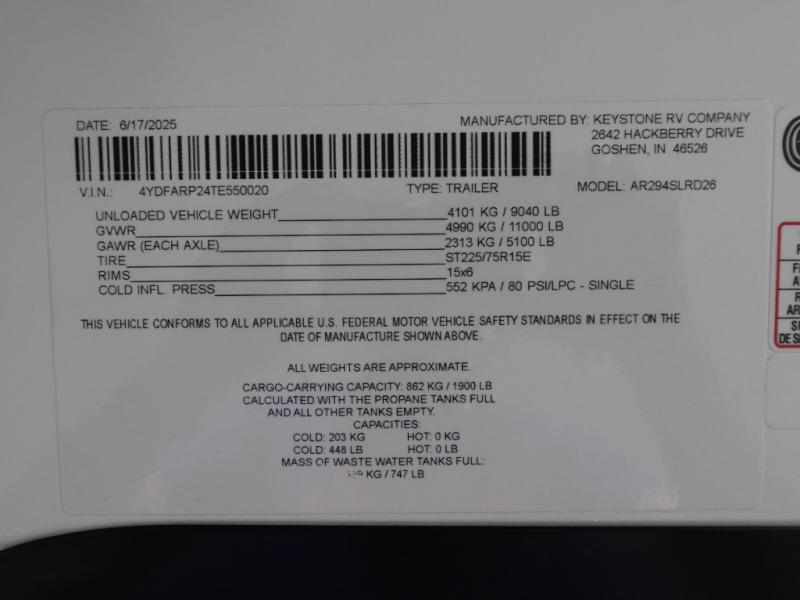 DATE: 6/17/2025
MANUFACTURED BY: KEYSTONE RV COMPANY
2642 HACKBERRY DRIVE
GOSHEN, IN 46526
V.I.N.: 4YDFARP24TE550020 TYPE: TRAILER MODEL: AR294SLRD26
UNLOADED VEHICLE WEIGHT 4101 KG / 9040 LB
GVWR 4990 KG / 11000 LB
GAWR (EACH AXLE) 2313 KG / 5100 LB
TIRE ST225/75R15E
RIMS 15x6
COLD INFL. PRESS 552 KPA / 80 PSI/LPC - SINGLE
THIS VEHICLE CONFORMS TO ALL APPLICABLE U.S. FEDERAL MOTOR VEHICLE SAFETY STANDARDS IN EFFECT ON THE
DATE OF MANUFACTURE SHOWN ABOVE.
ALL WEIGHTS ARE APPROXIMATE.
CARGO-CARRYING CAPACITY: 862 KG / 1900 LB
CALCULATED WITH THE PROPANE TANKS FULL
AND ALL OTHER TANKS EMPTY.
CAPACITIES:
COLD: 203 KG HOT: 0 KG
COLD: 448 LB HOT: 0 LB
MASS OF WASTE WATER TANKS FULL:
KG / 747 LB